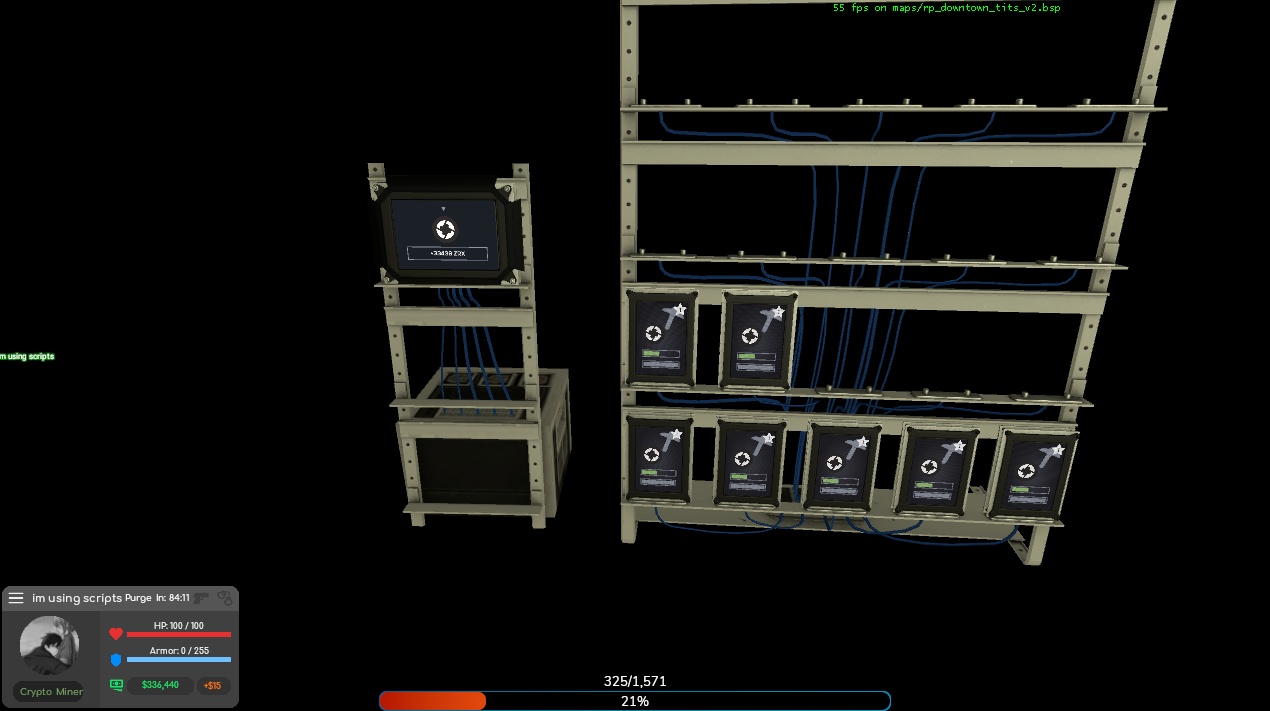 55 fps on maps/rp_downtown_tits_v2.bsp
m using scripts
im using scripts Purge In: 84:11
HP: 100 / 100
Armor: 0 / 255
Crypto Miner
$336,440
+$15
325/1,571
21%